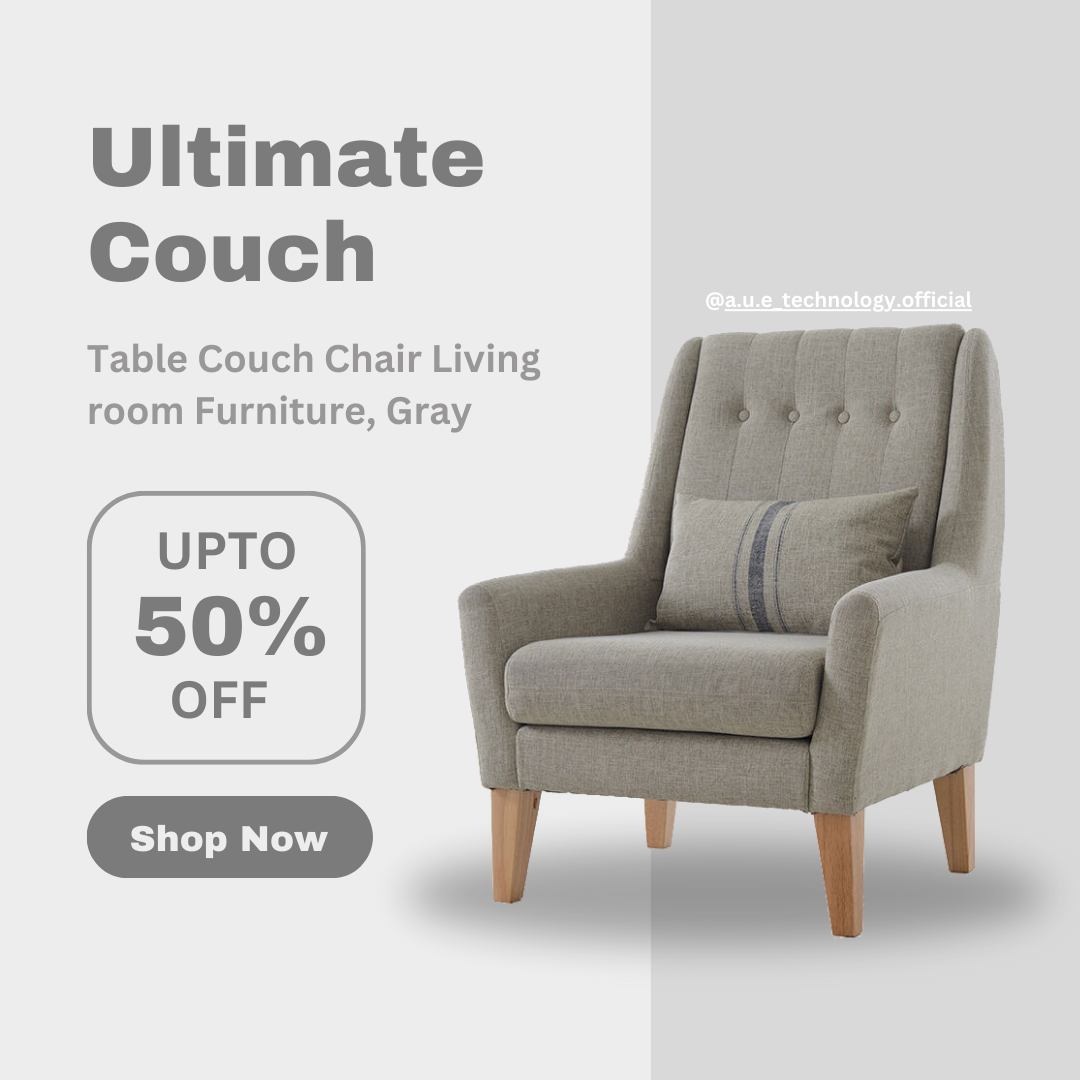 Ultimate
Couch
@a.u.e_technology.official
Table Couch Chair Living
room Furniture, Gray
UPTO
50%
OFF
Shop Now